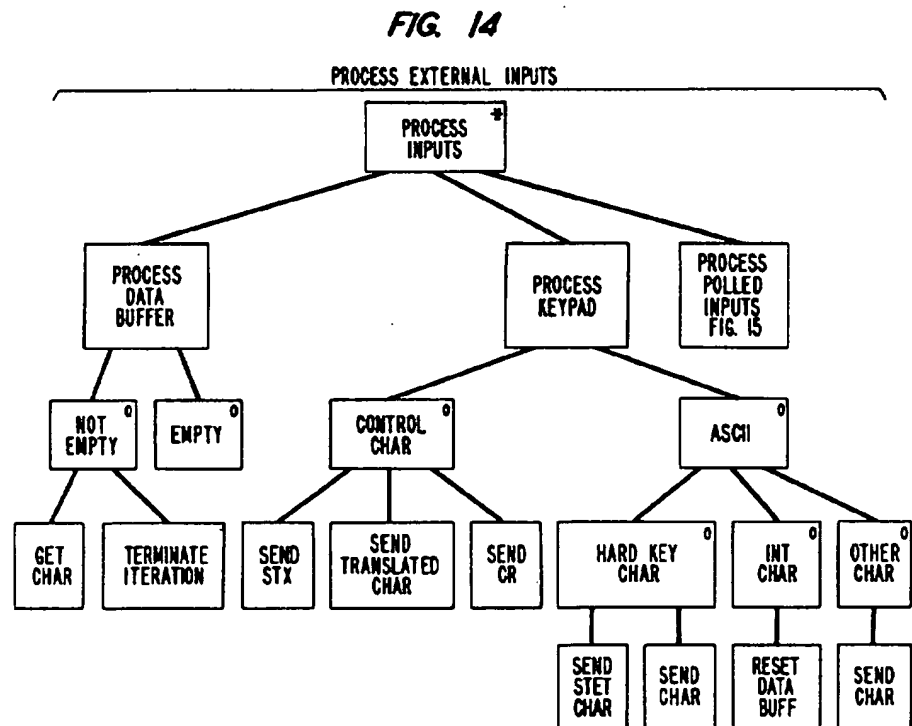 FIG. 14
PROCESS EXTERNAL INPUTS
PROCESS *
INPUTS
PROCESS
DATA
BUFFER
PROCESS
KEYPAD
PROCESS
POLLED
INPUTS
FIG. 15
NOT
EMPTY
O
EMPTY
O
CONTROL
CHAR
O
ASCII
O
GET
CHAR
TERMINATE
ITERATION
SEND
STX
SEND
TRANSLATED
CHAR
SEND
CR
HARD KEY
CHAR
O
INT
CHAR
O
OTHER
CHAR
O
SEND
STET
CHAR
SEND
CHAR
RESET
DATA
BUFF
SEND
CHAR